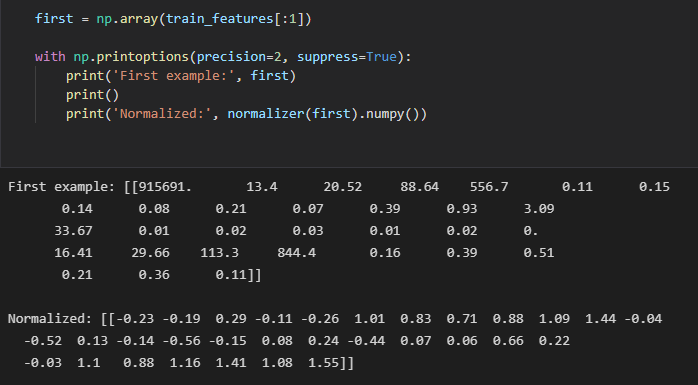 first = np.array(train_features[:1])
with np.printoptions(precision=2, suppress=True):
print('First example:', first)
print()
print('Normalized:', normalizer(first).numpy())
First example: [[915691. 13.4 20.52 88.64 556.7 0.11 0.15
0.14 0.08 0.21 0.07 0.39 0.93 3.09
33.67 0.01 0.02 0.03 0.01 0.02 0.
16.41 29.66 113.3 844.4 0.16 0.39 0.51
0.21 0.36 0.11]]
Normalized: [[-0.23 -0.19 0.29 -0.11 -0.26 1.01 0.83 0.71 0.88 1.09 1.44 -0.04
-0.52 0.13 -0.14 -0.56 -0.15 0.08 0.24 -0.44 0.07 0.06 0.66 0.22
-0.03 1.1 0.88 1.16 1.41 1.08 1.55]]